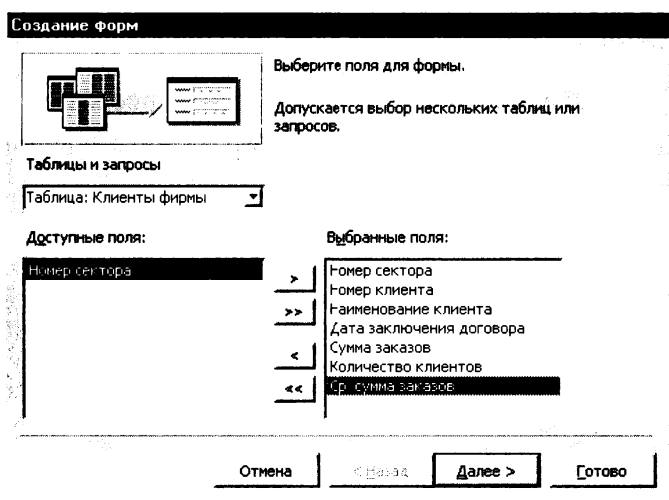 Создание форм
Выберите поля для формы.
Допускается выбор нескольких таблиц или
запросов.
Таблицы и запросы
Таблица: Клиенты фирмы
Доступные поля:
Выбранные поля:
Номер сектора
Номер сектора
Номер клиента
Наименование клиента
Дата заключения договора
Сумма заказов
Количество клиентов
Ср. сумма заказов
>
>>
<
<<
Отмена
< Назад
Далее >
Готово